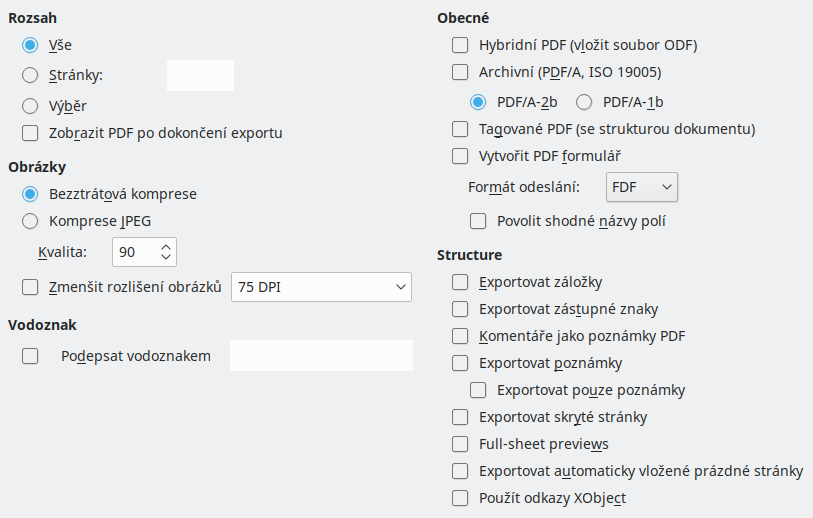 Rozsah
Vše
Stránky:
Výběr
Zobrazit PDF po dokončení exportu
Obrázky
Bezztrátová komprese
Komprese JPEG
Kvalita: 90
Zmenšit rozlišení obrázků 75 DPI
Vodoznak
Podepsat vodoznakem
Obecné
Hybridní PDF (vložit soubor ODF)
Archivní (PDF/A, ISO 19005)
PDF/A-2b PDF/A-1b
Tagované PDF (se strukturou dokumentu)
Vytvořit PDF formulář
Formát odeslání: FDF
Povolit shodné názvy polí
Structure
Exportovat záložky
Exportovat zástupné znaky
Komentáře jako poznámky PDF
Exportovat poznámky
Exportovat pouze poznámky
Exportovat skryté stránky
Full-sheet previews
Exportovat automaticky vložené prázdné stránky
Použít odkazy XObject